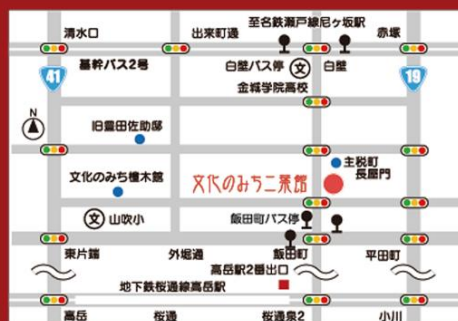 至名鉄瀬戸線尼ヶ坂駅
清水口
出来町通
赤塚
基幹バス2号
白壁バス停
文
白壁
41
金城学院高校
19
N
旧豊田佐助邸
主税町
長屋門
文化のみち橦木館
文化のみち二葉館
文
山吹小
飯田町バス停
東片端
外堀通
飯田町
平田町
高岳駅2番出口
地下鉄桜通線高岳駅
高岳
桜通
桜通泉2
小川